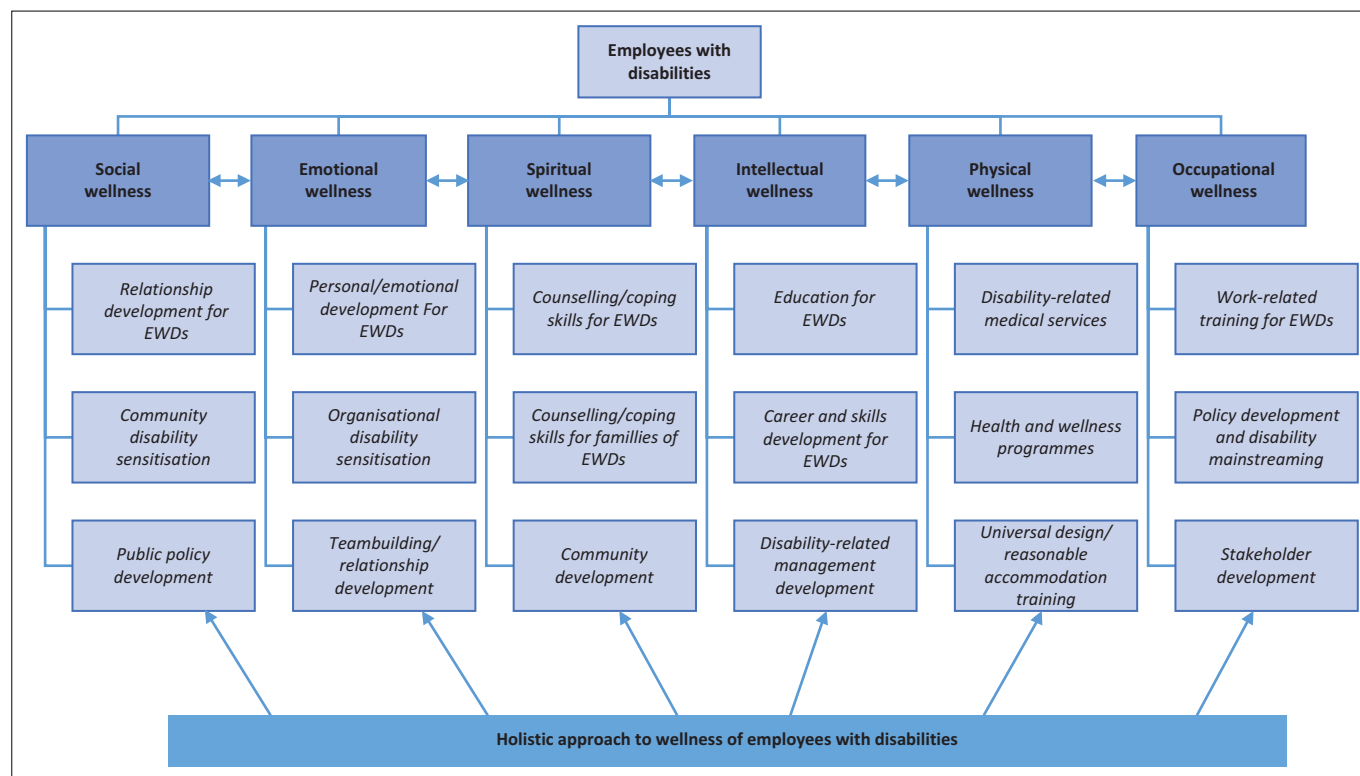 Employees with
disabilities
Social
wellness
Emotional
wellness
Spiritual
wellness
Intellectual
wellness
Physical
wellness
Occupational
wellness
Relationship
development for
EWDs
Personal/emotional
development For
EWDs
Counselling/coping
skills for EWDs
Education for
EWDs
Disability-related
medical services
Work-related
training for EWDs
Community
disability
sensitisation
Organisational
disability
sensitisation
Counselling/coping
skills for famillies of
EWDs
Career and skills
development for
EWDs
Health and wellness
programmes
Policy development
and disability
mainstreaming
Public policy
development
Teambuilding/
relationship
development
Community
development
Disability-related
management
development
Universal design/
reasonable
accommodation
training
Stakeholder
development
Holistic approach to wellness of employees with disabilities